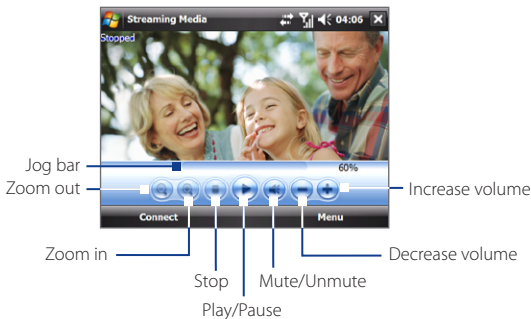 Streaming Media 04:06
Stopped
Jog bar
60%
Zoom out
Increase volume
Connect Menu
Zoom in
Decrease volume
Stop
Mute/Unmute
Play/Pause